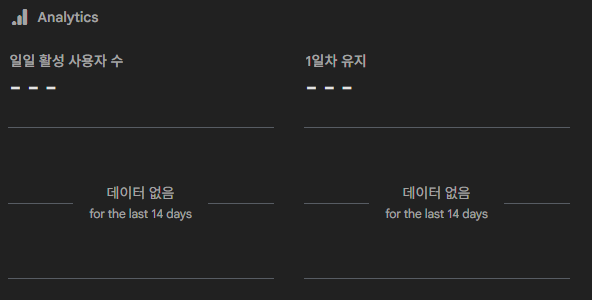 Analytics
일일 활성 사용자 수
1일차 유지
- - -
- - -
데이터 없음
for the last 14 days
데이터 없음
for the last 14 days